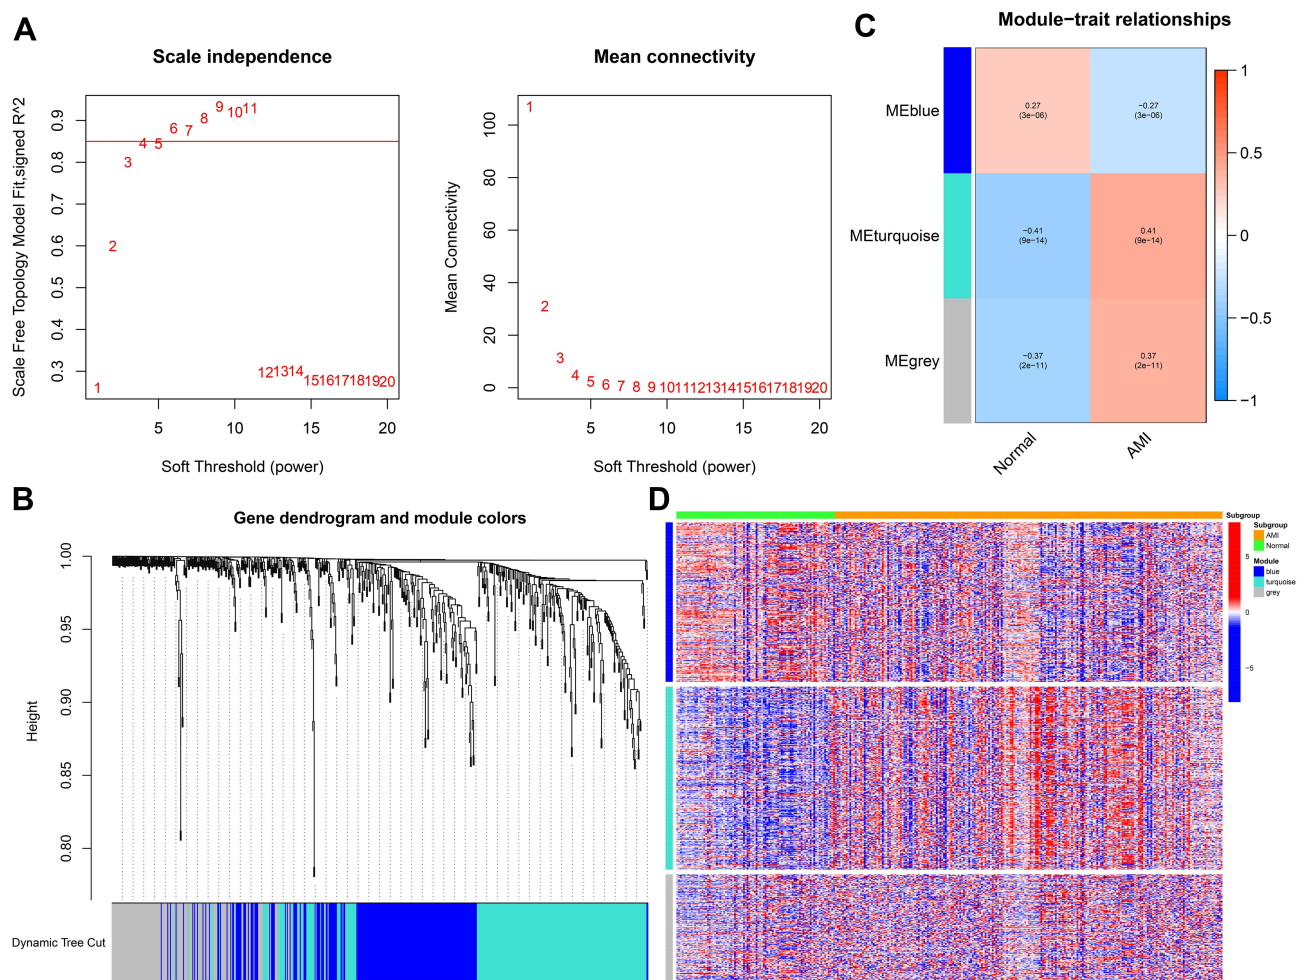 A
Scale independence
Scale Free Topology Model Fit,signed R^2
0.9
0.8
0.7
0.6
0.5
0.4
0.3
1
2
3
4
5
6
7
8
9
10
11
12
13
14
15
16
17
18
19
20
5
10
15
20
Soft Threshold (power)
Mean connectivity
Mean Connectivity
100
80
60
40
20
0
1
2
3
4
5
6
7
8
9
10
11
12
13
14
15
16
17
18
19
20
5
10
15
20
Soft Threshold (power)
C
Module−trait relationships
MEblue
0.27
(3e−06)
−0.27
(3e−06)
MEturquoise
−0.41
(9e−14)
0.41
(9e−14)
MEgrey
−0.37
(2e−11)
0.37
(2e−11)
Normal
AMI
1
0.5
0
−0.5
−1
B
Gene dendrogram and module colors
Height
1.00
0.95
0.90
0.85
0.80
Dynamic Tree Cut
D
Subgroup
5
0
−5
Subgroup
AMI
Normal
Module
blue
turquoise
grey